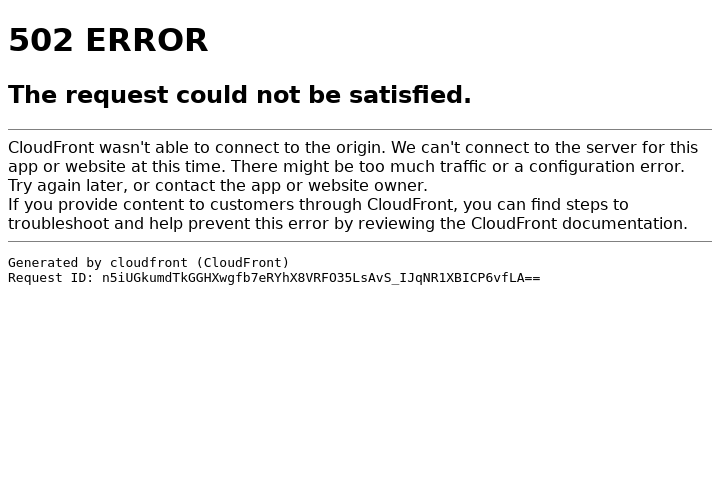 502 ERROR
The request could not be satisfied.
CloudFront wasn't able to connect to the origin. We can't connect to the server for this
app or website at this time. There might be too much traffic or a configuration error.
Try again later, or contact the app or website owner.
If you provide content to customers through CloudFront, you can find steps to
troubleshoot and help prevent this error by reviewing the CloudFront documentation.
Generated by cloudfront (CloudFront)
Request ID: n5iUGkumdTkGGHXwgfb7eRYhX8VRFO35LsAvS_IJqNR1XBICP6vfLA==